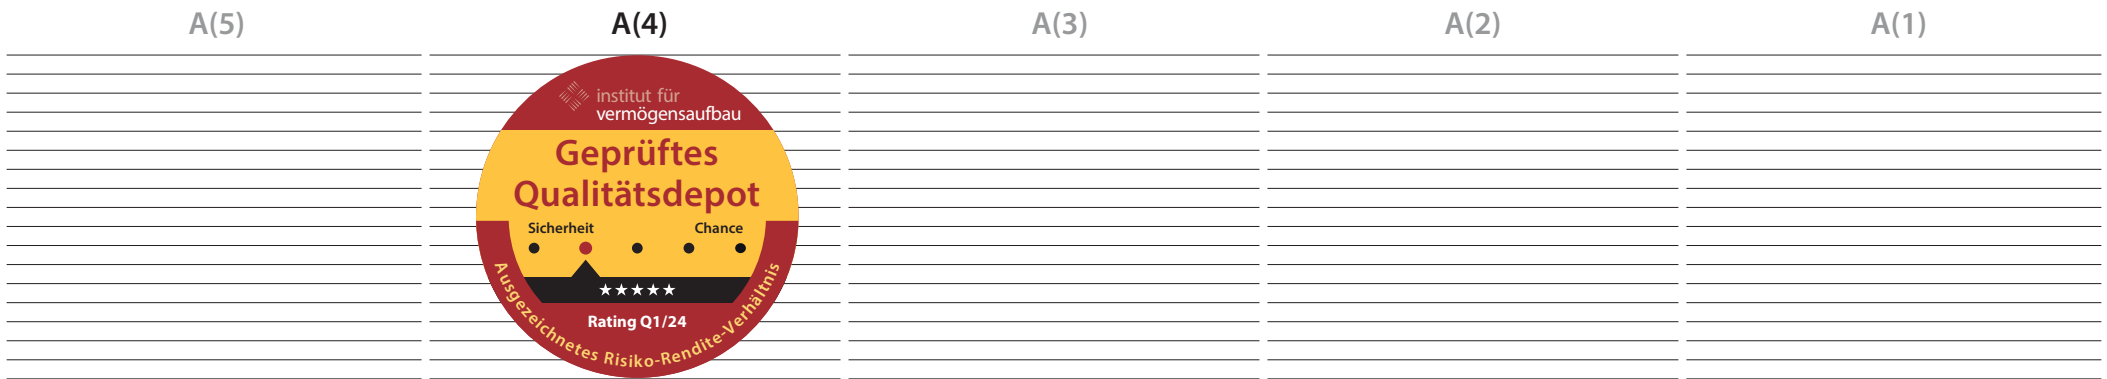 A(5) A(4) A(3) A(2) A(1)
institut für
vermögensaufbau
Geprüftes
Qualitätsdepot
Sicherheit Chance
★★★★★
Rating Q1/24
Ausgezeichnetes Risiko-Rendite-Verhältnis